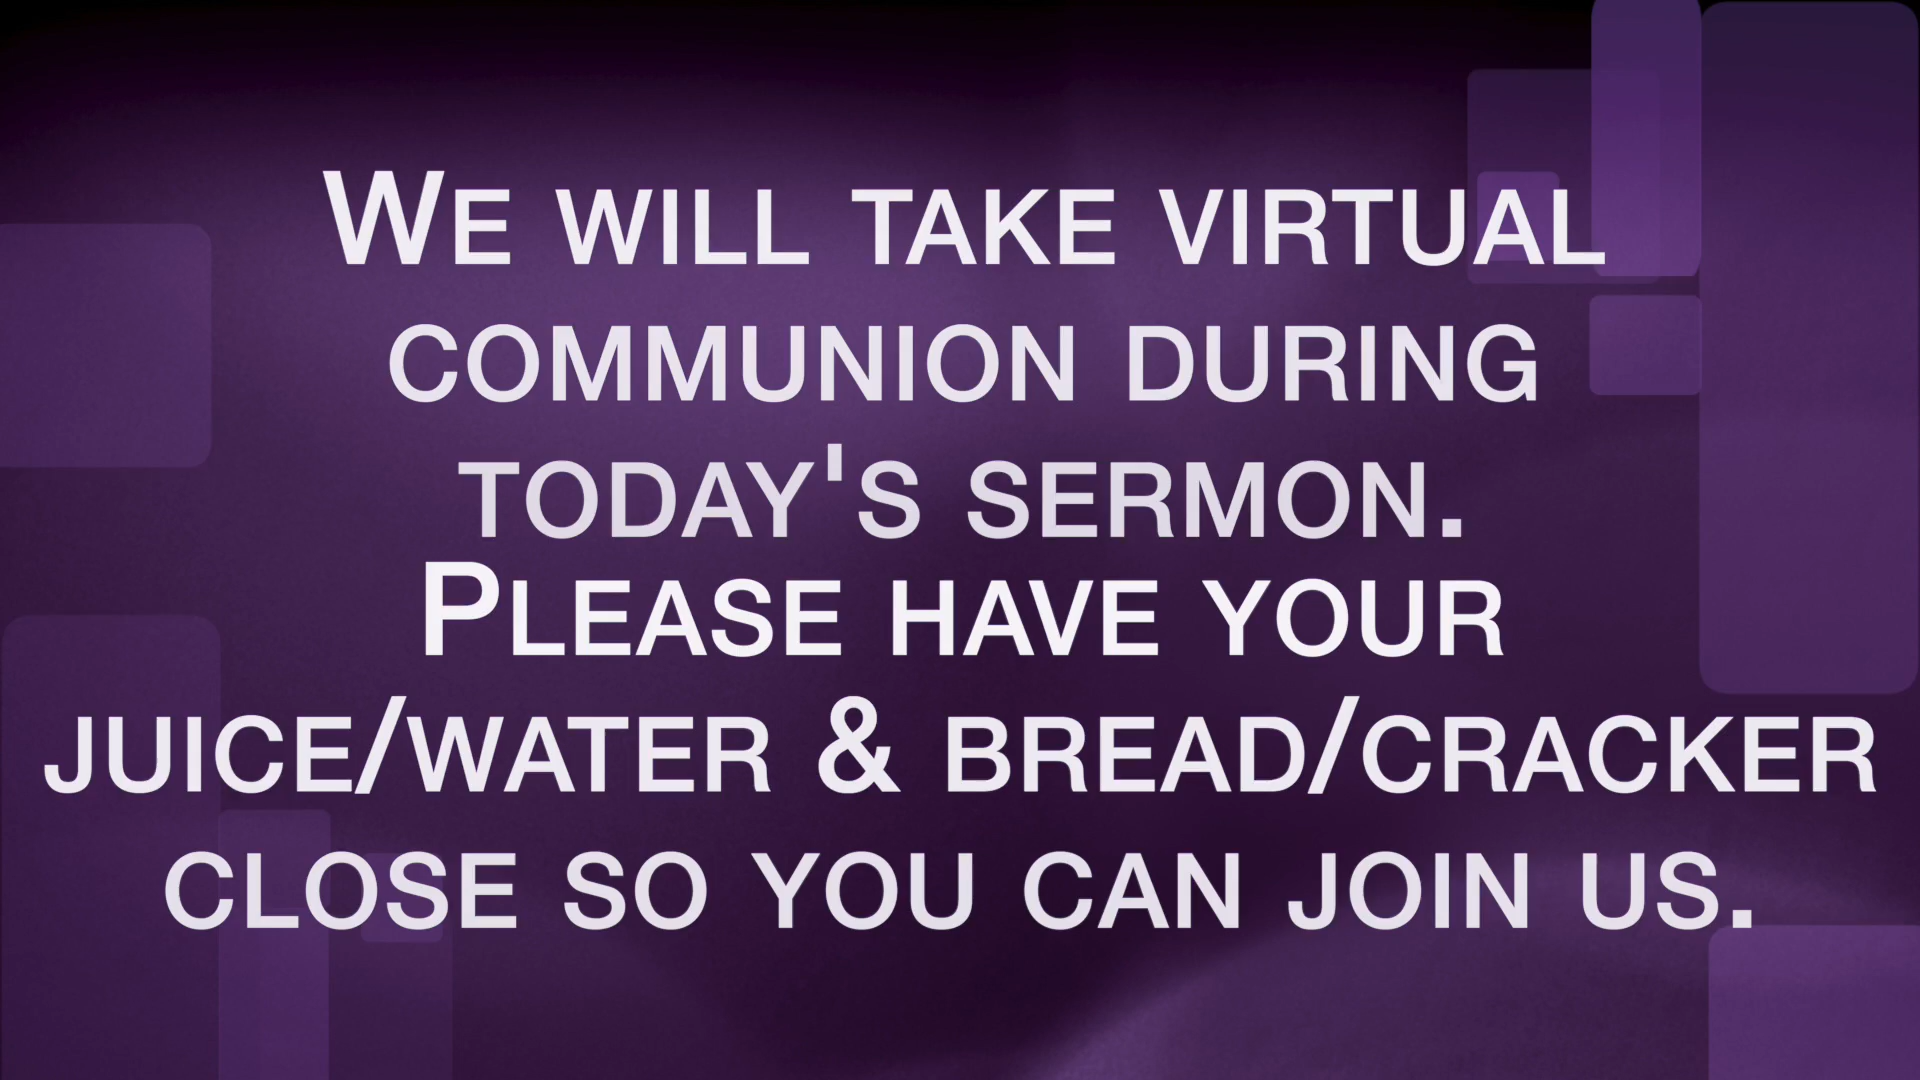 We will take virtual
communion during
today's sermon.
Please have your
juice/water & bread/cracker
close so you can join us.